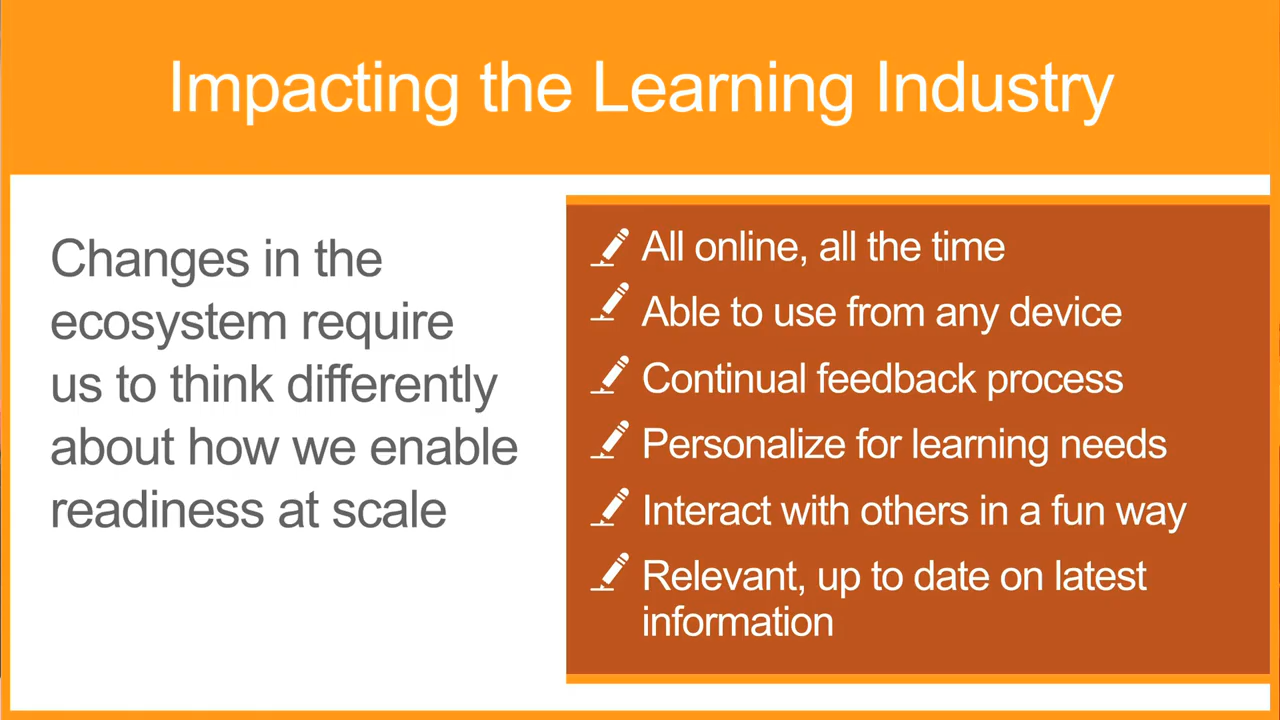 Impacting the Learning Industry
Changes in the
ecosystem require
us to think differently
about how we enable
readiness at scale
All online, all the time
Able to use from any device
Continual feedback process
Personalize for learning needs
Interact with others in a fun way
Relevant, up to date on latest
information